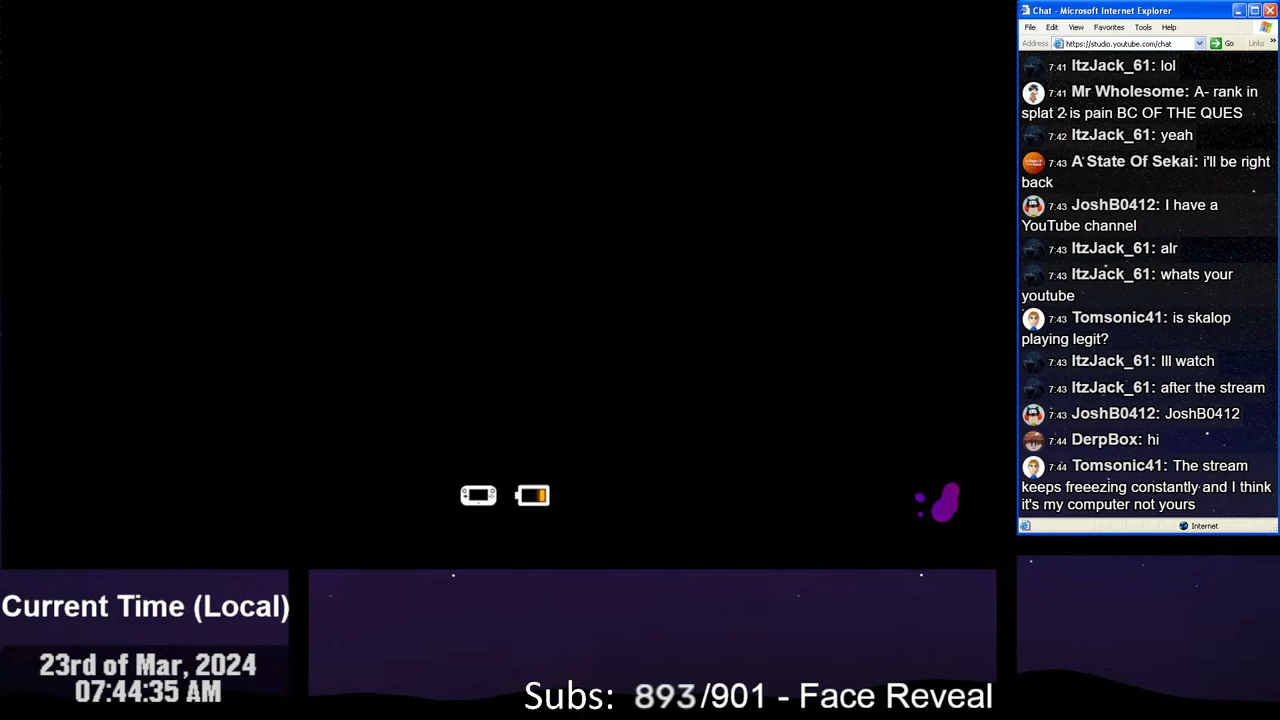 Chat - Microsoft Internet Explorer
File Edit View Favorites Tools Help
Address https://studio.youtube.com/chat Go Links »
7:41 ItzJack_61: lol
7:41 Mr Wholesome: A- rank in
splat 2 is pain BC OF THE QUES
7:42 ItzJack_61: yeah
7:43 A State Of Sekai: i'll be right
back
7:43 JoshB0412: I have a
YouTube channel
7:43 ItzJack_61: alr
7:43 ItzJack_61: whats your
youtube
7:43 Tomsonic41: is skalop
playing legit?
7:43 ItzJack_61: Ill watch
7:43 ItzJack_61: after the stream
7:43 JoshB0412: JoshB0412
7:44 DerpBox: hi
7:44 Tomsonic41: The stream
keeps freeezing constantly and I think
it's my computer not yours
Internet
Current Time (Local)
23rd of Mar, 2024
07:44:35 AM
Subs: 893/901 - Face Reveal